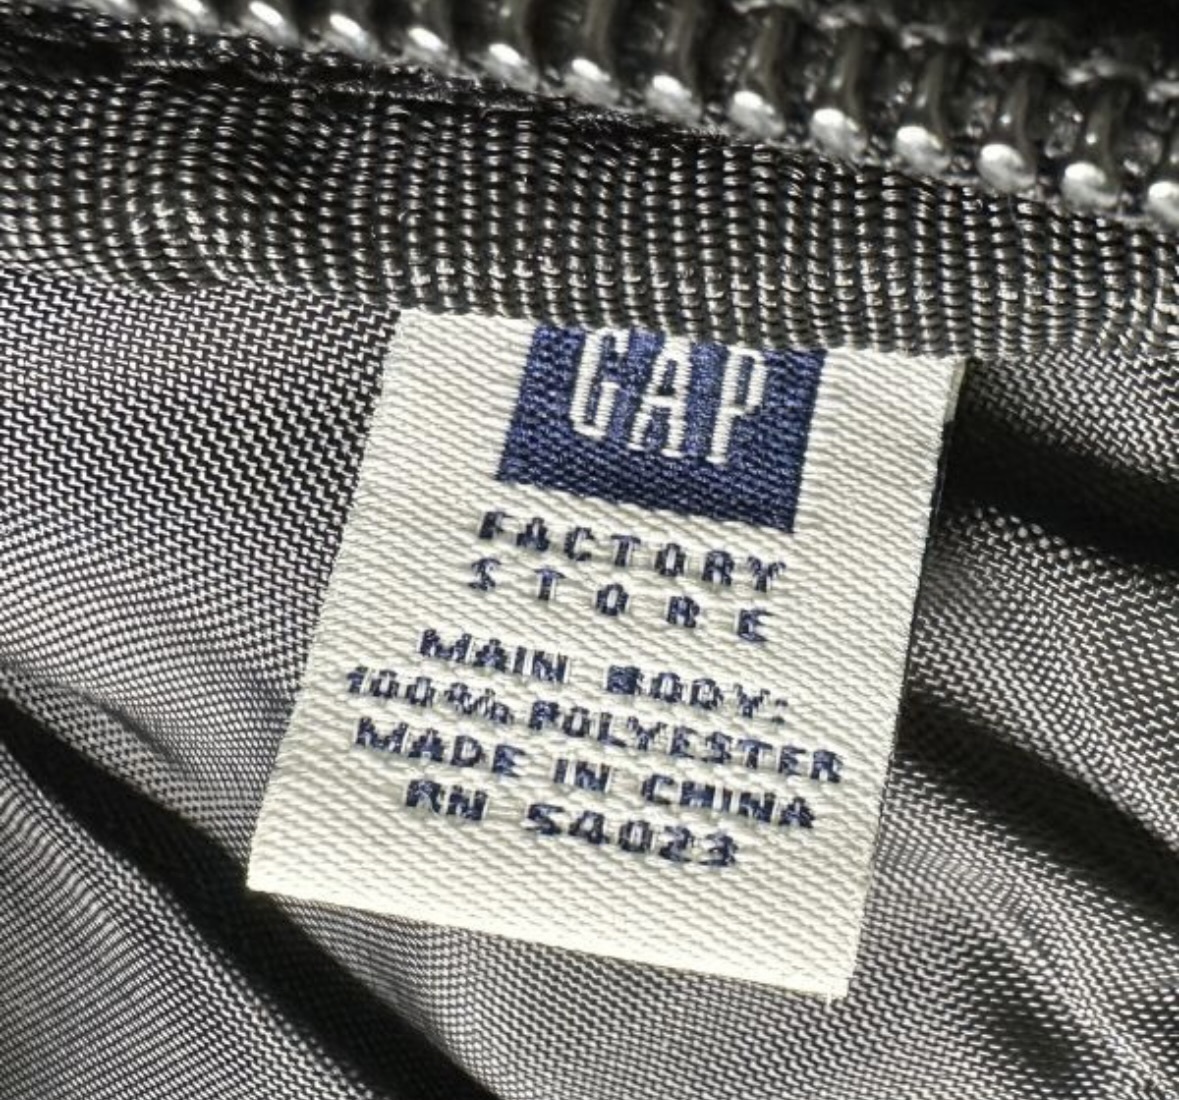 GAP
FACTORY
STORE
MAIN BODY:
100% POLYESTER
MADE IN CHINA
RN 54023